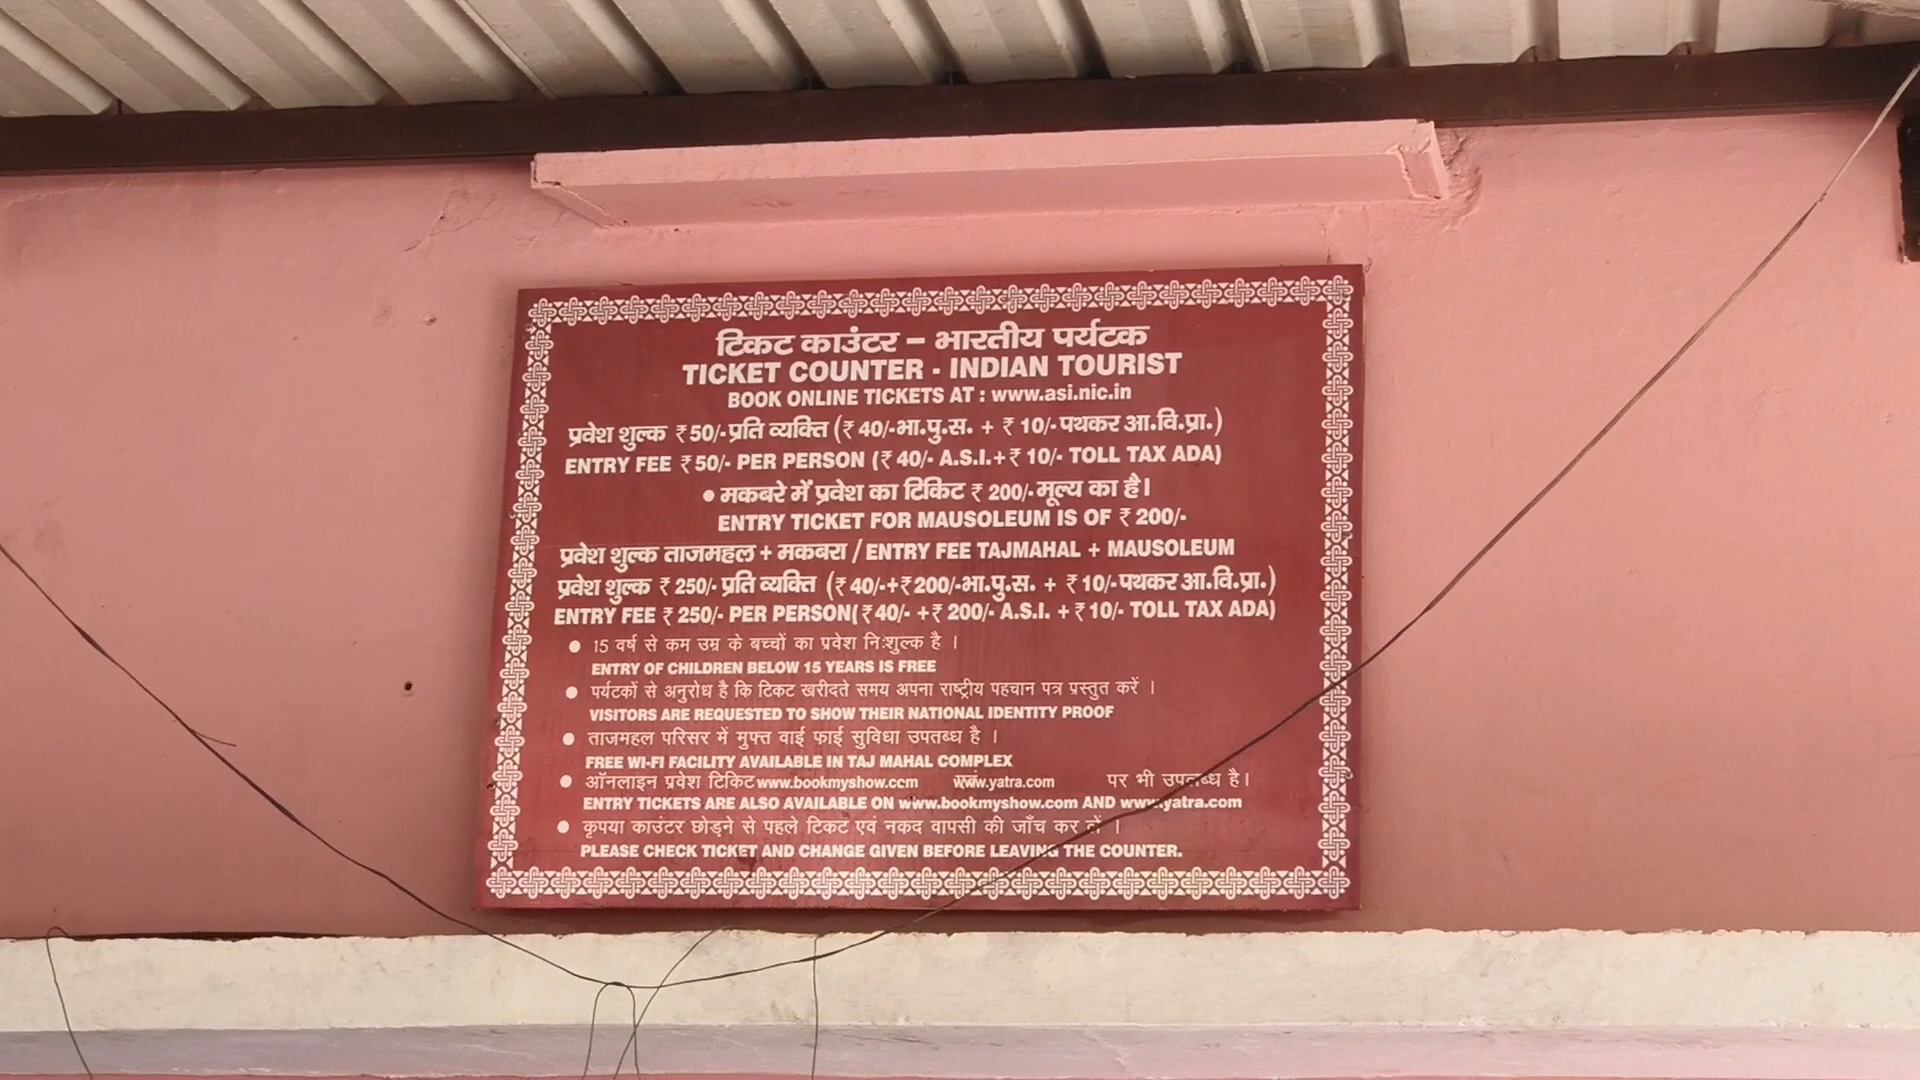 टिकट काउंटर – भारतीय पर्यटक
TICKET COUNTER - INDIAN TOURIST
BOOK ONLINE TICKETS AT : www.asi.nic.in
प्रवेश शुल्क ₹ 50/- प्रति व्यक्ति (₹ 40/-भा.पु.स. + ₹ 10/- पथकर आ.वि.प्रा.)
ENTRY FEE ₹ 50/- PER PERSON (₹ 40/- A.S.I.+ ₹ 10/- TOLL TAX ADA)
• मकबरे में प्रवेश का टिकिट ₹ 200/- मूल्य का है।
ENTRY TICKET FOR MAUSOLEUM IS OF ₹ 200/-
प्रवेश शुल्क ताजमहल + मकबरा / ENTRY FEE TAJMAHAL + MAUSOLEUM
प्रवेश शुल्क ₹ 250/- प्रति व्यक्ति (₹ 40/-+₹ 200/-भा.पु.स. + ₹ 10/- पथकर आ.वि.प्रा.)
ENTRY FEE ₹ 250/- PER PERSON( ₹ 40/- + ₹ 200/- A.S.I. + ₹ 10/- TOLL TAX ADA)
• 15 वर्ष से कम उम्र के बच्चों का प्रवेश नि:शुल्क है ।
ENTRY OF CHILDREN BELOW 15 YEARS IS FREE
• पर्यटकों से अनुरोध है कि टिकट खरीदते समय अपना राष्ट्रीय पहचान पत्र प्रस्तुत करें ।
VISITORS ARE REQUESTED TO SHOW THEIR NATIONAL IDENTITY PROOF
• ताजमहल परिसर में मुफ्त वाई फाई सुविधा उपतब्ध है ।
FREE WI-FI FACILITY AVAILABLE IN TAJ MAHAL COMPLEX
• ऑनलाइन प्रवेश टिकिट www.bookmyshow.com www.yatra.com पर भी उपलब्ध है।
ENTRY TICKETS ARE ALSO AVAILABLE ON www.bookmyshow.com AND www.yatra.com
• कृपया काउंटर छोड़ने से पहले टिकट एवं नकद वापसी की जाँच कर लें ।
PLEASE CHECK TICKET AND CHANGE GIVEN BEFORE LEAVING THE COUNTER.